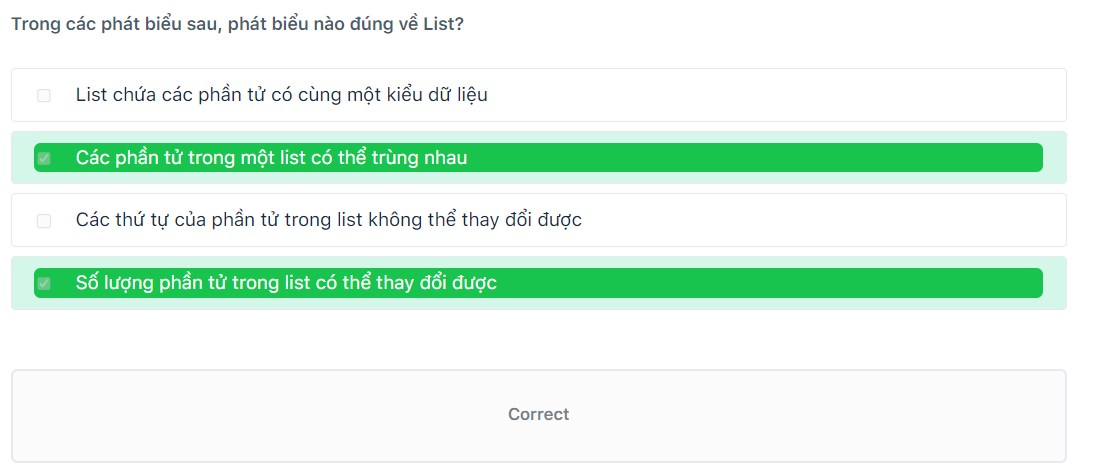 Trong các phát biểu sau, phát biểu nào đúng về List?
List chứa các phần tử có cùng một kiểu dữ liệu
Các phần tử trong một list có thể trùng nhau
Các thứ tự của phần tử trong list không thể thay đổi được
Số lượng phần tử trong list có thể thay đổi được
Correct